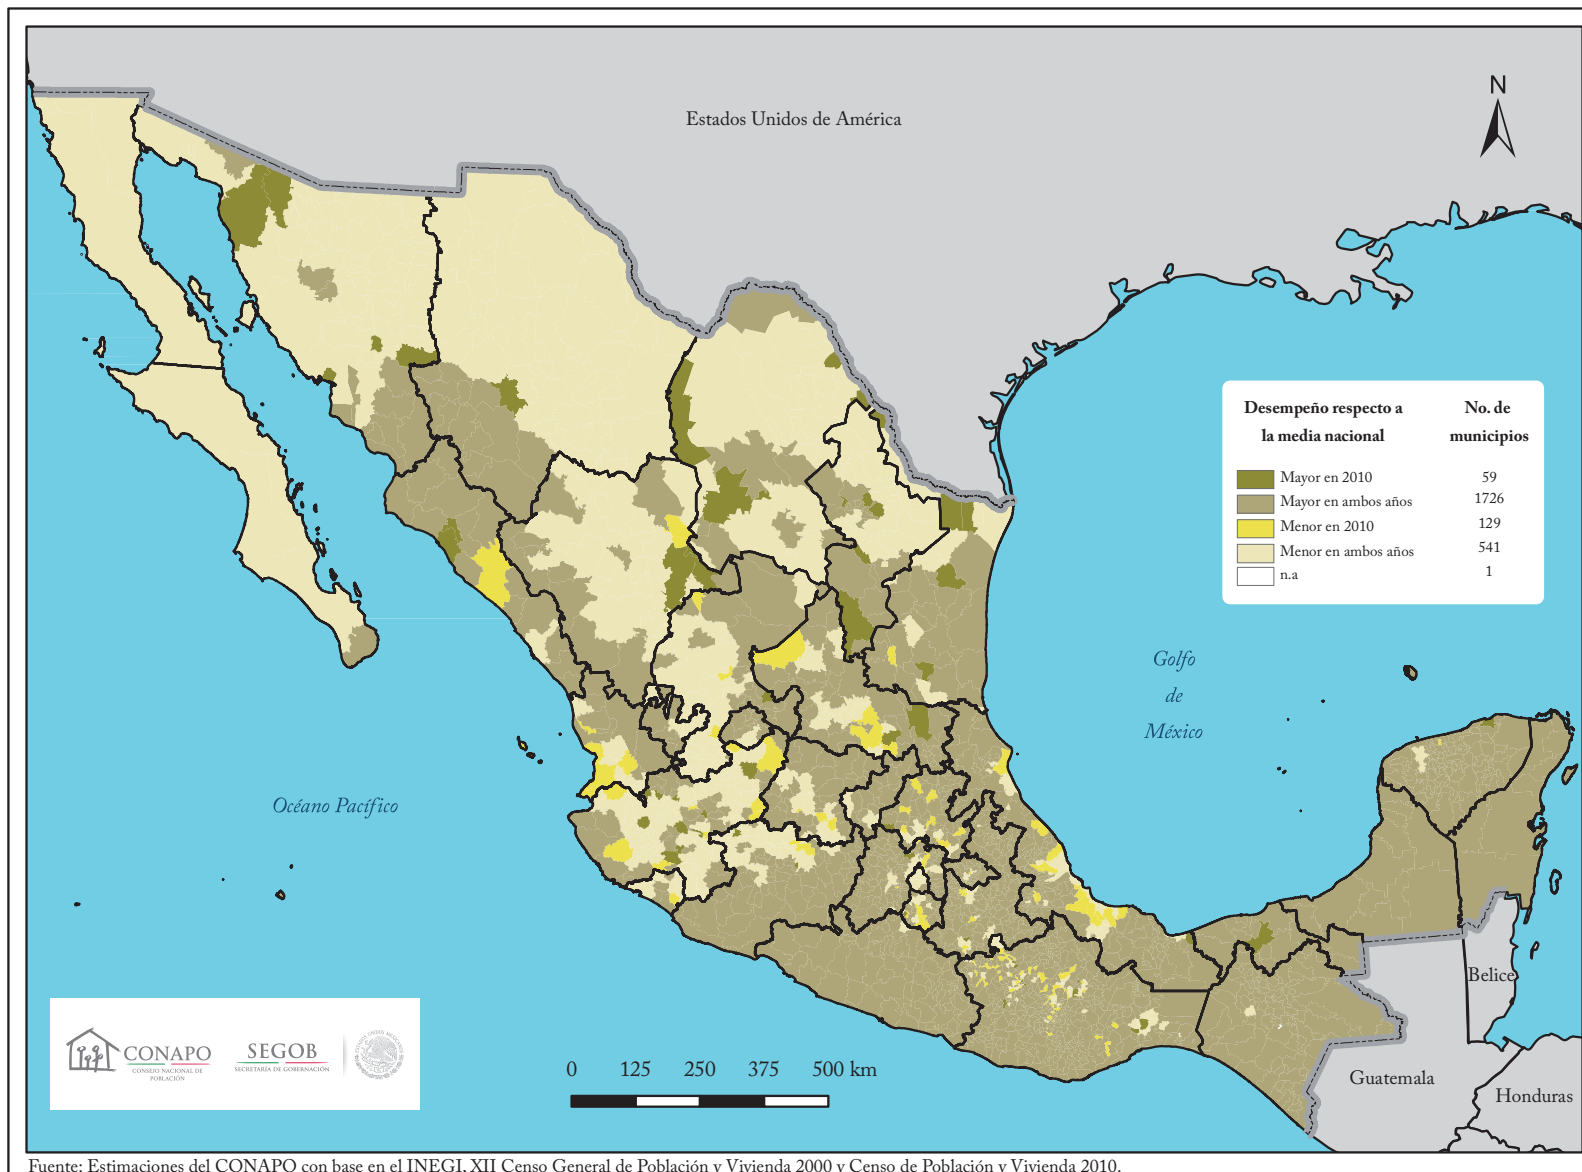 Estados Unidos de América
N
Desempeño respecto a
la media nacional
No. de
municipios
Mayor en 2010 59
Mayor en ambos años 1726
Menor en 2010 129
Menor en ambos años 541
n.a 1
Golfo
de
México
Océano Pacífico
Belice
Guatemala
Honduras
CONAPO
CONSEJO NACIONAL DE
POBLACIÓN
SEGOB
SECRETARÍA DE GOBERNACIÓN
ESTADOS UNIDOS MEXICANOS
0 125 250 375 500 km
Fuente: Estimaciones del CONAPO con base en el INEGI, XII Censo General de Población y Vivienda 2000 y Censo de Población y Vivienda 2010.